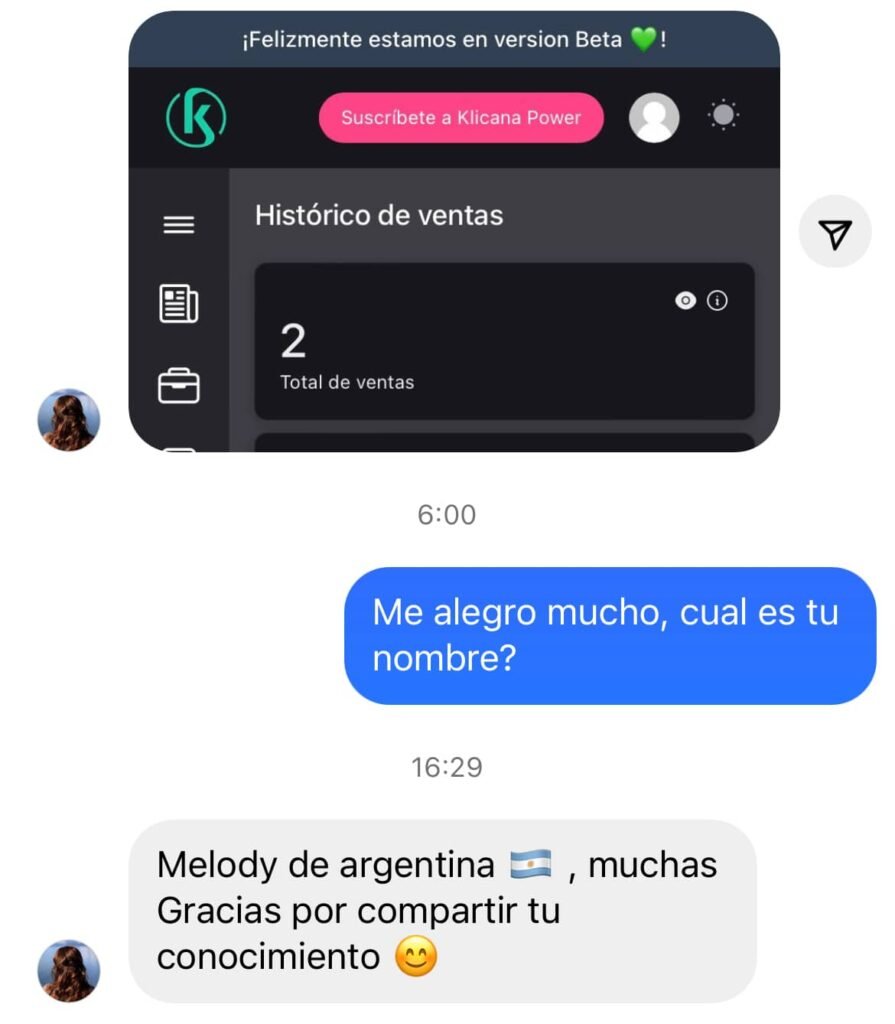 ¡Felizmente estamos en version Beta 💚!
Suscríbete a Klicana Power
Histórico de ventas
2
Total de ventas
6:00
Me alegro mucho, cual es tu
nombre?
16:29
Melody de argentina 🇦🇷 , muchas
Gracias por compartir tu
conocimiento 😊